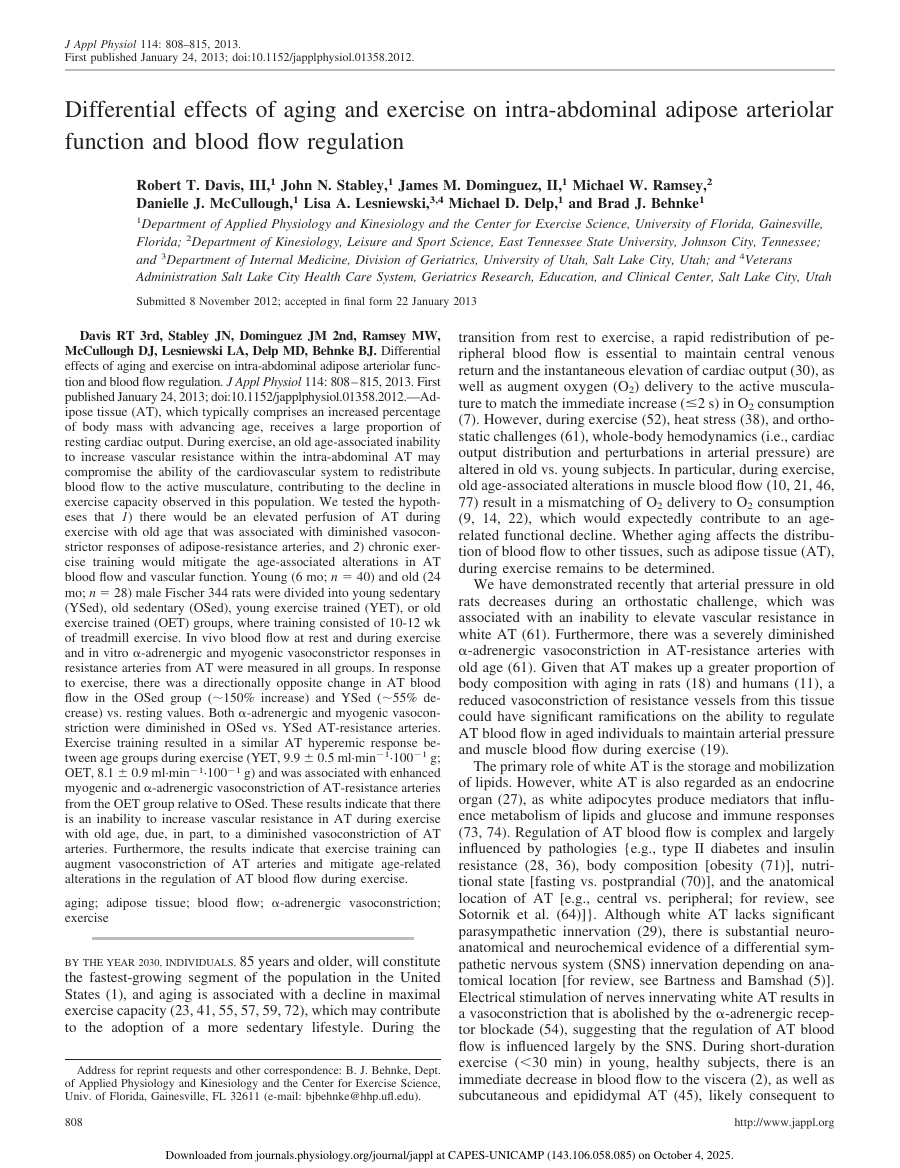 J Appl Physiol 114: 808–815, 2013.
First published January 24, 2013; doi:10.1152/japplphysiol.01358.2012.
Differential effects of aging and exercise on intra-abdominal adipose arteriolar
function and blood flow regulation
Robert T. Davis, III,¹ John N. Stabley,¹ James M. Dominguez, II,¹ Michael W. Ramsey,²
Danielle J. McCullough,¹ Lisa A. Lesniewski,³,⁴ Michael D. Delp,¹ and Brad J. Behnke¹
¹Department of Applied Physiology and Kinesiology and the Center for Exercise Science, University of Florida, Gainesville,
Florida; ²Department of Kinesiology, Leisure and Sport Science, East Tennessee State University, Johnson City, Tennessee;
and ³Department of Internal Medicine, Division of Geriatrics, University of Utah, Salt Lake City, Utah; and ⁴Veterans
Administration Salt Lake City Health Care System, Geriatrics Research, Education, and Clinical Center, Salt Lake City, Utah
Submitted 8 November 2012; accepted in final form 22 January 2013
Davis RT 3rd, Stabley JN, Dominguez JM 2nd, Ramsey MW,
McCullough DJ, Lesniewski LA, Delp MD, Behnke BJ. Differential
effects of aging and exercise on intra-abdominal adipose arteriolar func-
tion and blood flow regulation. J Appl Physiol 114: 808–815, 2013. First
published January 24, 2013; doi:10.1152/japplphysiol.01358.2012.—Ad-
ipose tissue (AT), which typically comprises an increased percentage
of body mass with advancing age, receives a large proportion of
resting cardiac output. During exercise, an old age-associated inability
to increase vascular resistance within the intra-abdominal AT may
compromise the ability of the cardiovascular system to redistribute
blood flow to the active musculature, contributing to the decline in
exercise capacity observed in this population. We tested the hypoth-
eses that 1) there would be an elevated perfusion of AT during
exercise with old age that was associated with diminished vasocon-
strictor responses of adipose-resistance arteries, and 2) chronic exer-
cise training would mitigate the age-associated alterations in AT
blood flow and vascular function. Young (6 mo; n = 40) and old (24
mo; n = 28) male Fischer 344 rats were divided into young sedentary
(YSed), old sedentary (OSed), young exercise trained (YET), or old
exercise trained (OET) groups, where training consisted of 10-12 wk
of treadmill exercise. In vivo blood flow at rest and during exercise
and in vitro α-adrenergic and myogenic vasoconstrictor responses in
resistance arteries from AT were measured in all groups. In response
to exercise, there was a directionally opposite change in AT blood
flow in the OSed group (~150% increase) and YSed (~55% de-
crease) vs. resting values. Both α-adrenergic and myogenic vasocon-
striction were diminished in OSed vs. YSed AT-resistance arteries.
Exercise training resulted in a similar AT hyperemic response be-
tween age groups during exercise (YET, 9.9 ± 0.5 ml·min⁻¹·100⁻¹ g;
OET, 8.1 ± 0.9 ml·min⁻¹·100⁻¹ g) and was associated with enhanced
myogenic and α-adrenergic vasoconstriction of AT-resistance arteries
from the OET group relative to OSed. These results indicate that there
is an inability to increase vascular resistance in AT during exercise
with old age, due, in part, to a diminished vasoconstriction of AT
arteries. Furthermore, the results indicate that exercise training can
augment vasoconstriction of AT arteries and mitigate age-related
alterations in the regulation of AT blood flow during exercise.
aging; adipose tissue; blood flow; α-adrenergic vasoconstriction;
exercise
BY THE YEAR 2030, INDIVIDUALS, 85 years and older, will constitute
the fastest-growing segment of the population in the United
States (1), and aging is associated with a decline in maximal
exercise capacity (23, 41, 55, 57, 59, 72), which may contribute
to the adoption of a more sedentary lifestyle. During the
Address for reprint requests and other correspondence: B. J. Behnke, Dept.
of Applied Physiology and Kinesiology and the Center for Exercise Science,
Univ. of Florida, Gainesville, FL 32611 (e-mail: bjbehnke@hhp.ufl.edu).
transition from rest to exercise, a rapid redistribution of pe-
ripheral blood flow is essential to maintain central venous
return and the instantaneous elevation of cardiac output (30), as
well as augment oxygen (O₂) delivery to the active muscula-
ture to match the immediate increase (≤2 s) in O₂ consumption
(7). However, during exercise (52), heat stress (38), and ortho-
static challenges (61), whole-body hemodynamics (i.e., cardiac
output distribution and perturbations in arterial pressure) are
altered in old vs. young subjects. In particular, during exercise,
old age-associated alterations in muscle blood flow (10, 21, 46,
77) result in a mismatching of O₂ delivery to O₂ consumption
(9, 14, 22), which would expectedly contribute to an age-
related functional decline. Whether aging affects the distribu-
tion of blood flow to other tissues, such as adipose tissue (AT),
during exercise remains to be determined.
We have demonstrated recently that arterial pressure in old
rats decreases during an orthostatic challenge, which was
associated with an inability to elevate vascular resistance in
white AT (61). Furthermore, there was a severely diminished
α-adrenergic vasoconstriction in AT-resistance arteries with
old age (61). Given that AT makes up a greater proportion of
body composition with aging in rats (18) and humans (11), a
reduced vasoconstriction of resistance vessels from this tissue
could have significant ramifications on the ability to regulate
AT blood flow in aged individuals to maintain arterial pressure
and muscle blood flow during exercise (19).
The primary role of white AT is the storage and mobilization
of lipids. However, white AT is also regarded as an endocrine
organ (27), as white adipocytes produce mediators that influ-
ence metabolism of lipids and glucose and immune responses
(73, 74). Regulation of AT blood flow is complex and largely
influenced by pathologies {e.g., type II diabetes and insulin
resistance (28, 36), body composition [obesity (71)], nutri-
tional state [fasting vs. postprandial (70)], and the anatomical
location of AT [e.g., central vs. peripheral; for review, see
Sotornik et al. (64)]}. Although white AT lacks significant
parasympathetic innervation (29), there is substantial neuro-
anatomical and neurochemical evidence of a differential sym-
pathetic nervous system (SNS) innervation depending on ana-
tomical location [for review, see Bartness and Bamshad (5)].
Electrical stimulation of nerves innervating white AT results in
a vasoconstriction that is abolished by the α-adrenergic recep-
tor blockade (54), suggesting that the regulation of AT blood
flow is influenced largely by the SNS. During short-duration
exercise (<30 min) in young, healthy subjects, there is an
immediate decrease in blood flow to the viscera (2), as well as
subcutaneous and epididymal AT (45), likely consequent to
808
http://www.jappl.org
Downloaded from journals.physiology.org/journal/jappl at CAPES-UNICAMP (143.106.058.085) on October 4, 2025.